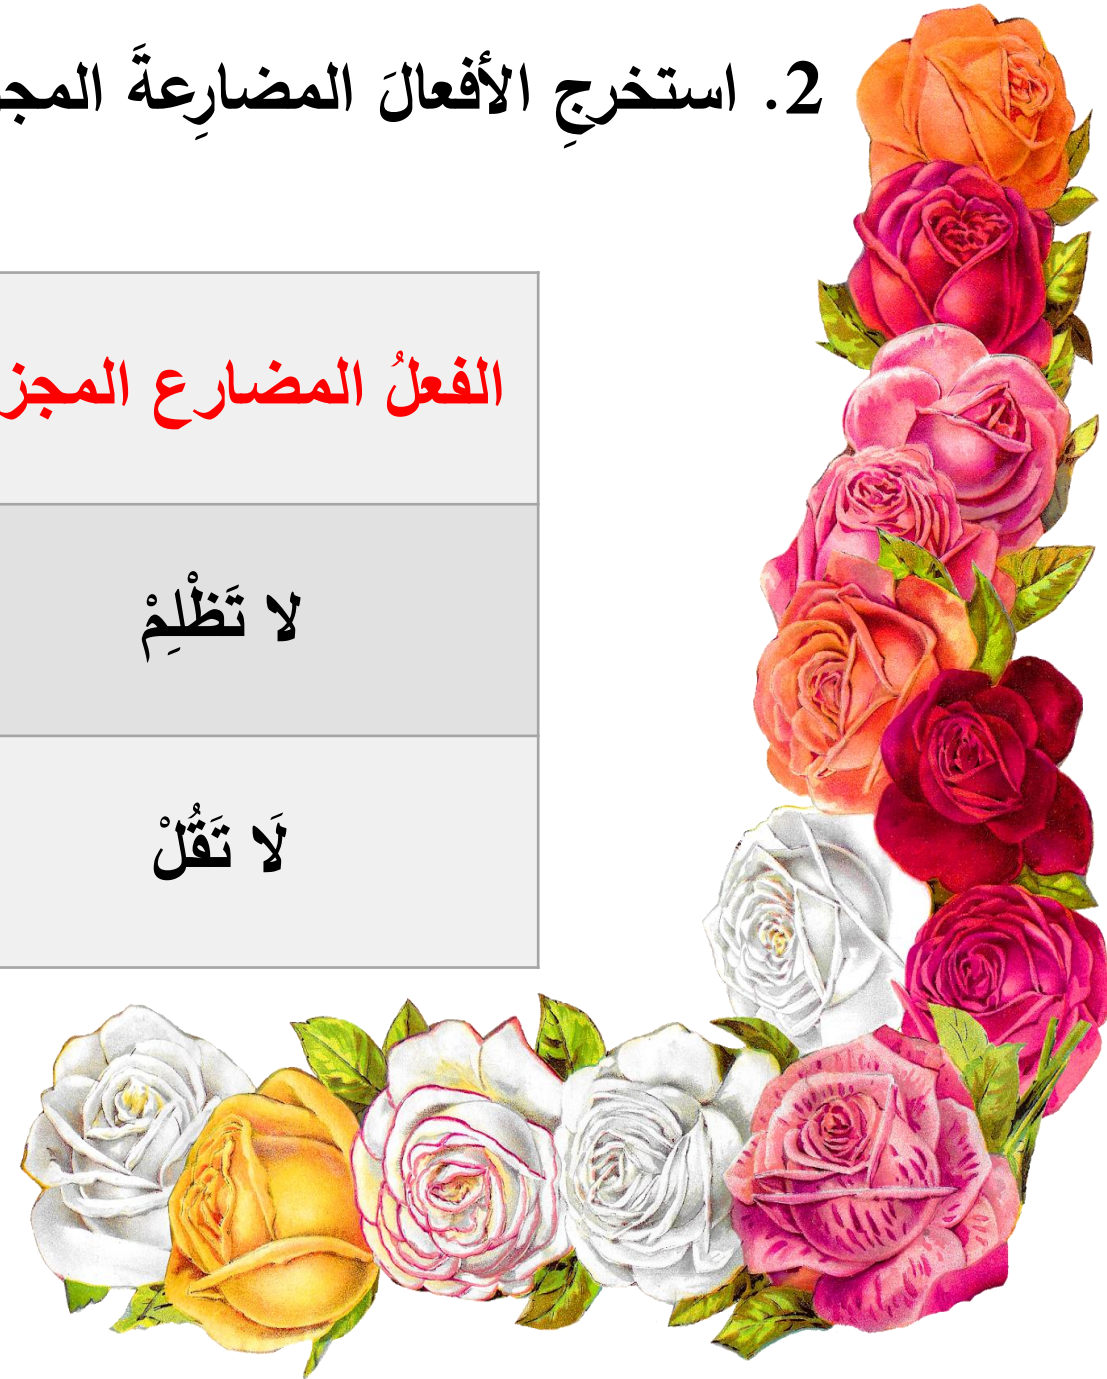 2. استخرجِ الأفعالَ المضارِعةَ
الفعلُ المضارع
لا تَظْلِمْ
لَا تَقُلْ